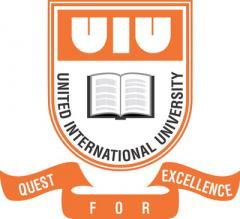 UIU
UNITED INTERNATIONAL UNIVERSITY
QUEST
FOR
EXCELLENCE